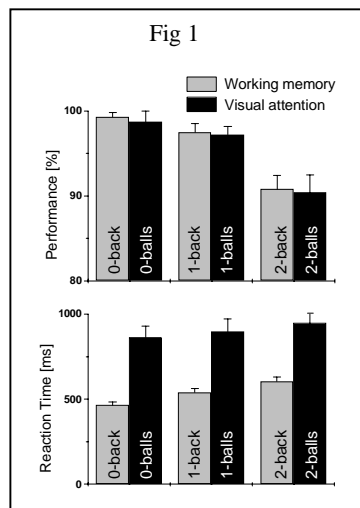 Fig 1
Working memory
Visual attention
Performance [%]
100
90
80
0-back
0-balls
1-back
1-balls
2-back
2-balls
Reaction Time [ms]
1000
500
0
0-back
0-balls
1-back
1-balls
2-back
2-balls